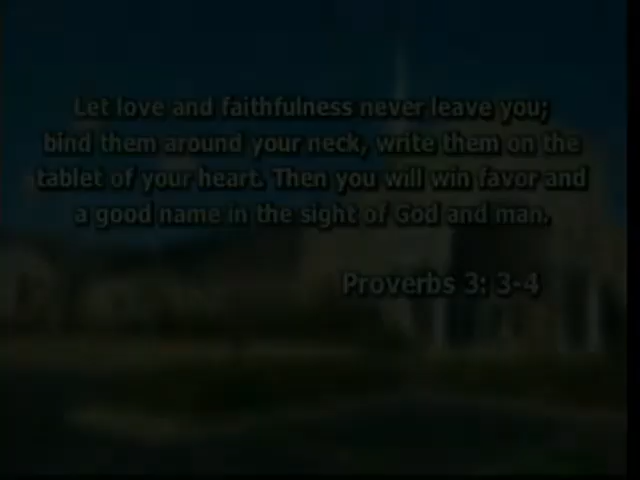 Let love and faithfulness never leave you;
bind them around your neck, write them on the
tablet of your heart. Then you will win favor and
a good name in the sight of God and man.
Proverbs 3: 3-4